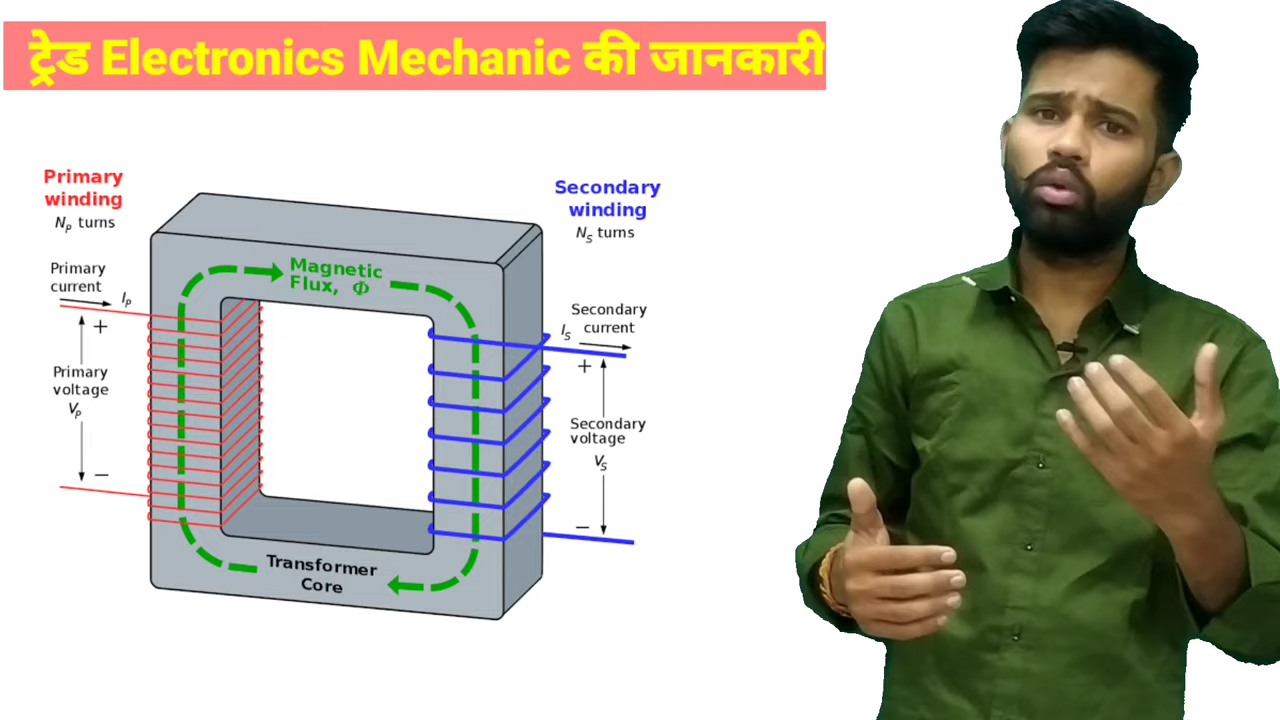 ट्रेड Electronics Mechanic की जानकारी
Primary
winding
Nₚ turns
Primary
current
Iₚ
+
Primary
voltage
Vₚ
−
Magnetic
Flux, Φ
Transformer
Core
Secondary
winding
Nₛ turns
Secondary
current
Iₛ
+
Secondary
voltage
Vₛ
−